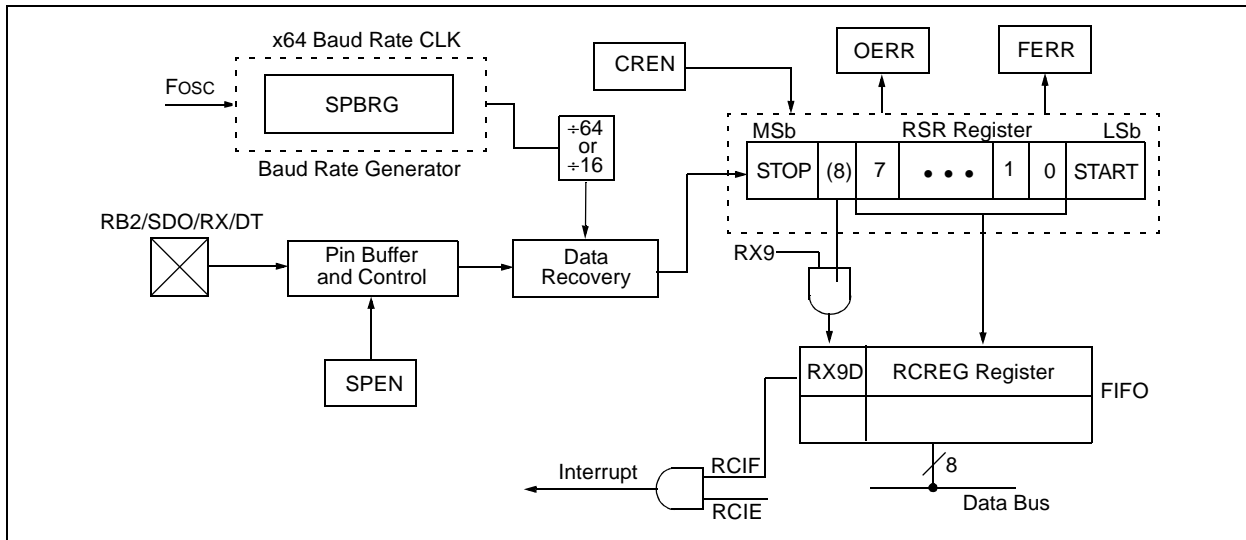 x64 Baud Rate CLK
FOSC
SPBRG
Baud Rate Generator
÷64
or
÷16
CREN
OERR
FERR
MSb
RSR Register
LSb
STOP
(8)
7
• • •
1
0
START
RB2/SDO/RX/DT
Pin Buffer
and Control
Data
Recovery
SPEN
RX9
RX9D
RCREG Register
FIFO
Interrupt
RCIF
RCIE
8
Data Bus